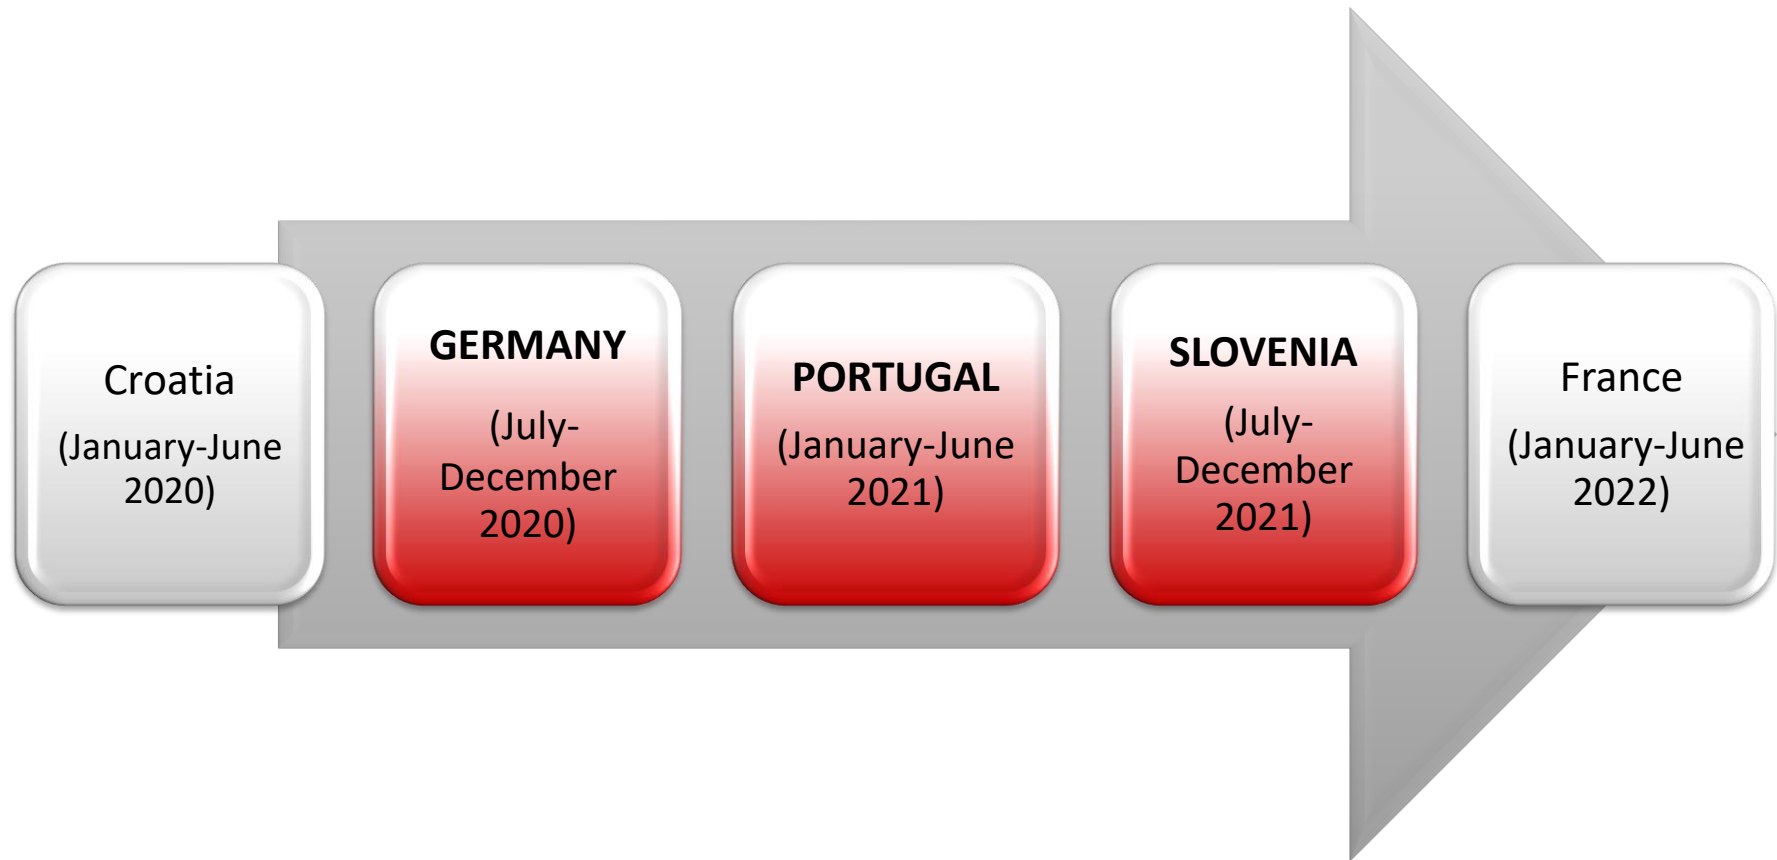 Croatia
(January-June
2020)
GERMANY
(July-
December
2020)
PORTUGAL
(January-June
2021)
SLOVENIA
(July-
December
2021)
France
(January-June
2022)